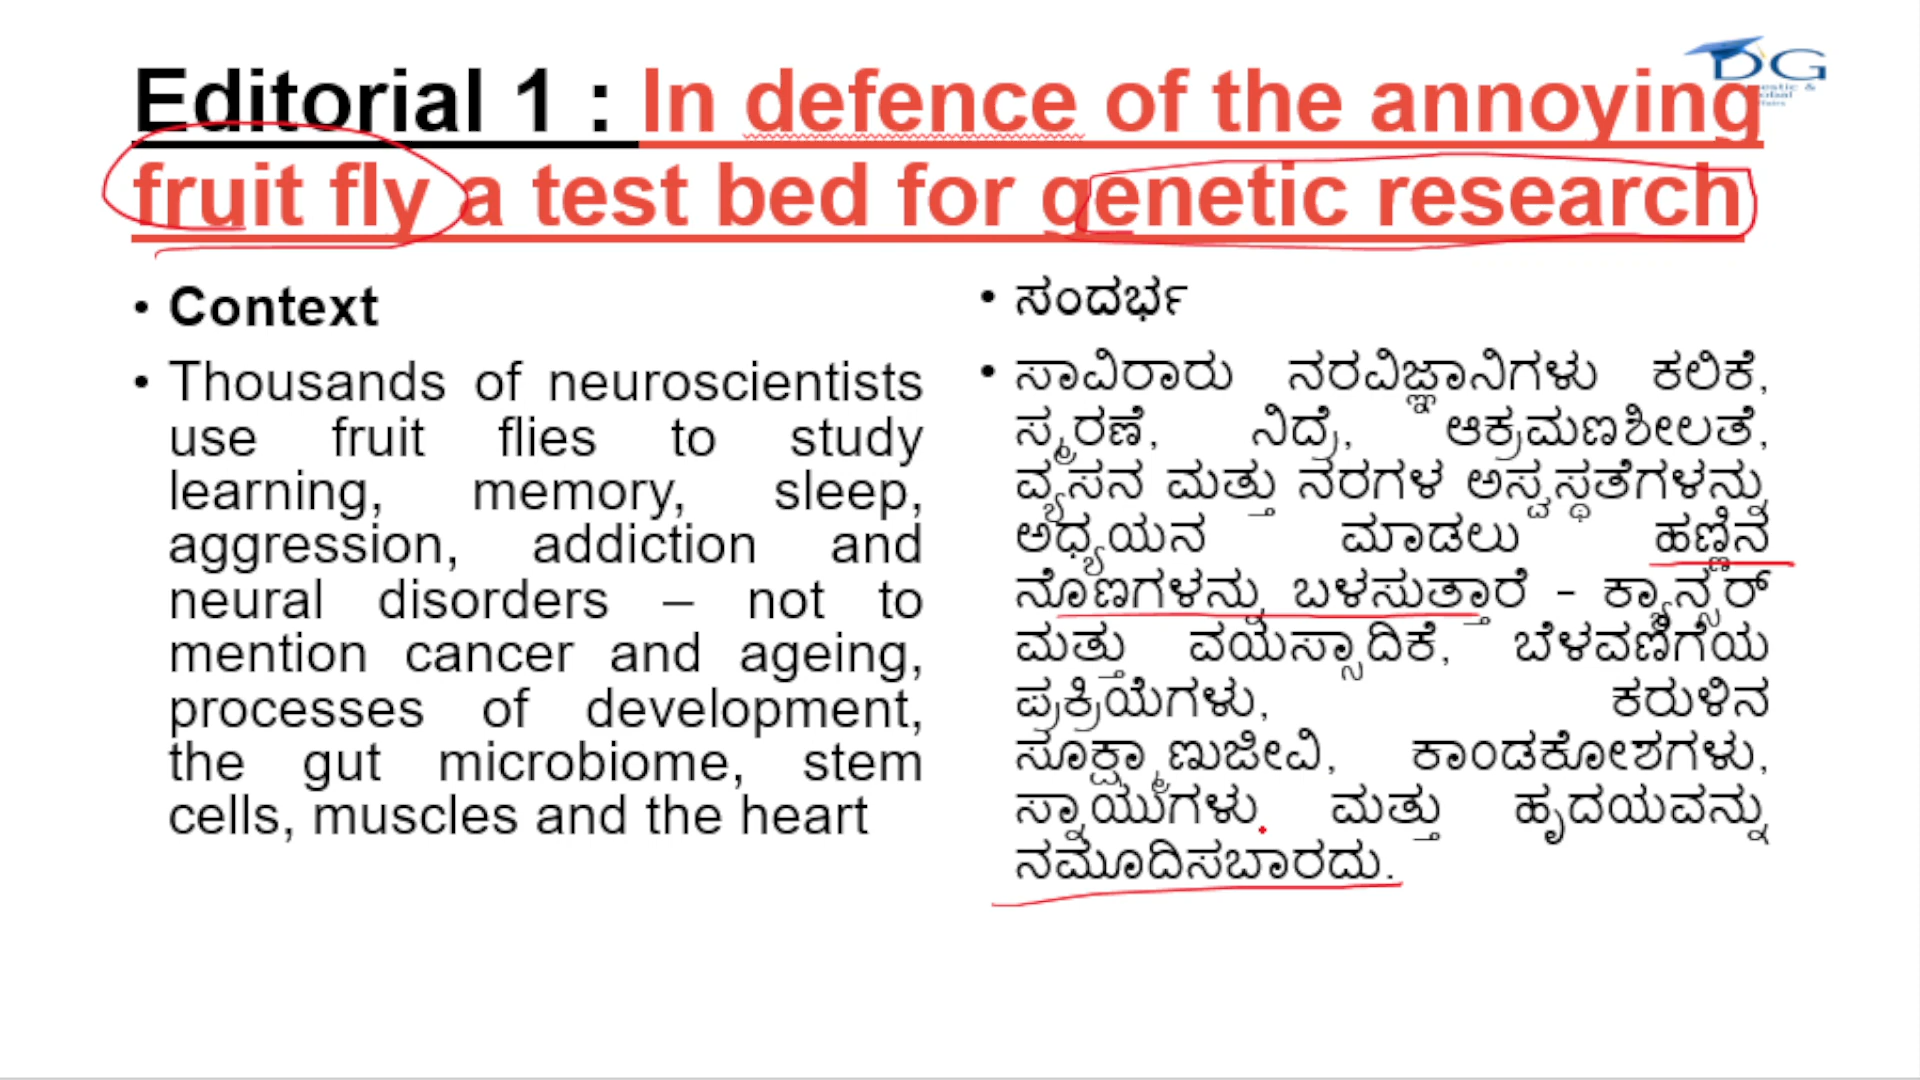 Editorial 1 : In defence of the annoying
fruit fly a test bed for genetic research
DG
• Context
• Thousands of neuroscientists
use fruit flies to study
learning, memory, sleep,
aggression, addiction and
neural disorders – not to
mention cancer and ageing,
processes of development,
the gut microbiome, stem
cells, muscles and the heart
• ಸಂದರ್ಭ
• ಸಾವಿರಾರು ನರವಿಜ್ಞಾನಿಗಳು ಕಲಿಕೆ,
ಸ್ಮರಣೆ, ನಿದ್ರೆ, ಆಕ್ರಮಣಶೀಲತೆ,
ವ್ಯಸನ ಮತ್ತು ನರಗಳ ಅಸ್ವಸ್ಥತೆಗಳನ್ನು
ಅಧ್ಯಯನ ಮಾಡಲು ಹಣ್ಣಿನ
ನೊಣಗಳನ್ನು ಬಳಸುತ್ತಾರೆ - ಕ್ಯಾನ್ಸರ್
ಮತ್ತು ವಯಸ್ಸಾದಿಕೆ, ಬೆಳವಣಿಗೆಯ
ಪ್ರಕ್ರಿಯೆಗಳು, ಕರುಳಿನ
ಸೂಕ್ಷ್ಮಾಣುಜೀವಿ, ಕಾಂಡಕೋಶಗಳು,
ಸ್ನಾಯುಗಳು ಮತ್ತು ಹೃದಯವನ್ನು
ನಮೂದಿಸಬಾರದು.